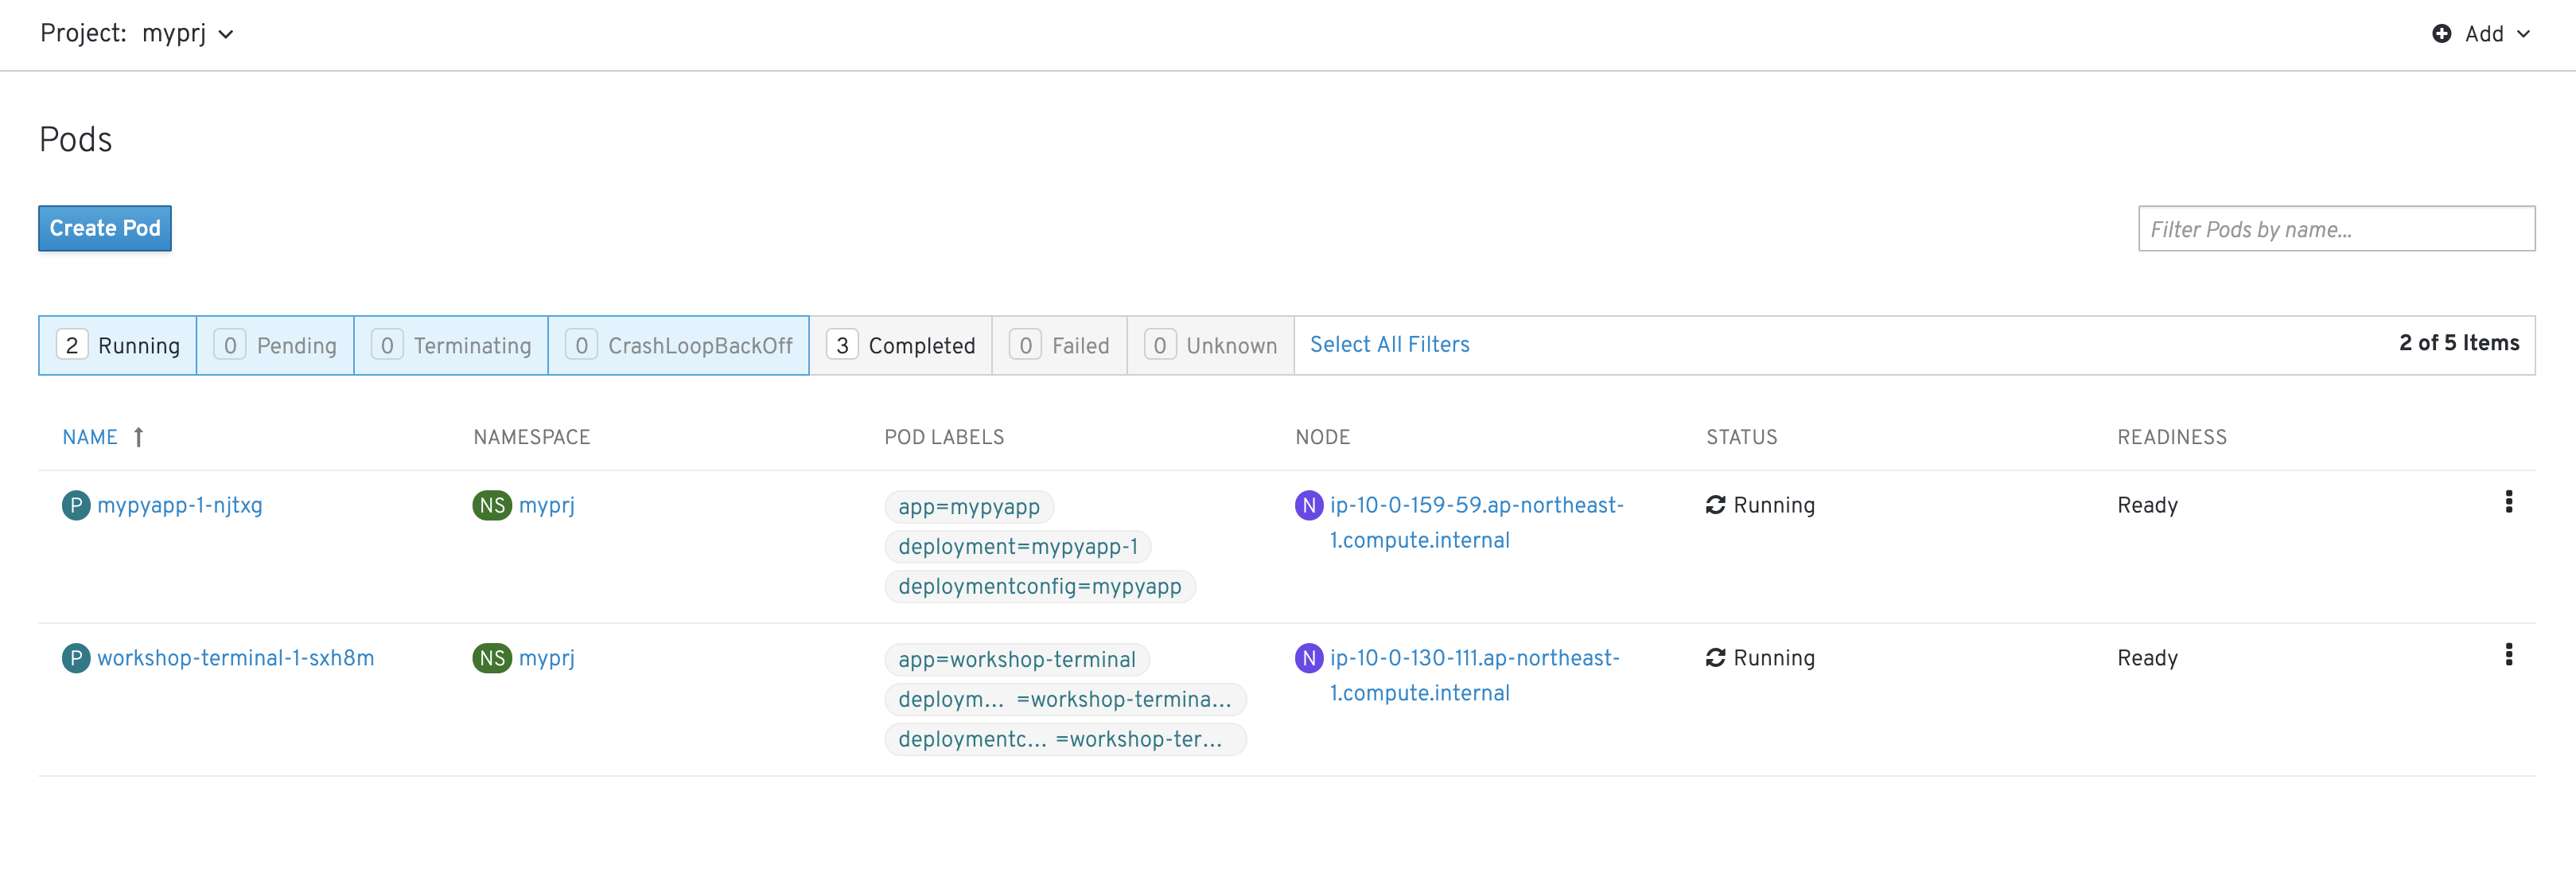 Project: myprj
Add
Pods
Create Pod
Filter Pods by name...
2 Running 0 Pending 0 Terminating 0 CrashLoopBackOff 3 Completed 0 Failed 0 Unknown Select All Filters 2 of 5 Items
NAME NAMESPACE POD LABELS NODE STATUS READINESS
P mypyapp-1-njtxg NS myprj app=mypyapp N ip-10-0-159-59.ap-northeast- Running Ready
deployment=mypyapp-1 1.compute.internal
deploymentconfig=mypyapp
P workshop-terminal-1-sxh8m NS myprj app=workshop-terminal N ip-10-0-130-111.ap-northeast- Running Ready
deploym... =workshop-termina... 1.compute.internal
deploymentc... =workshop-ter...